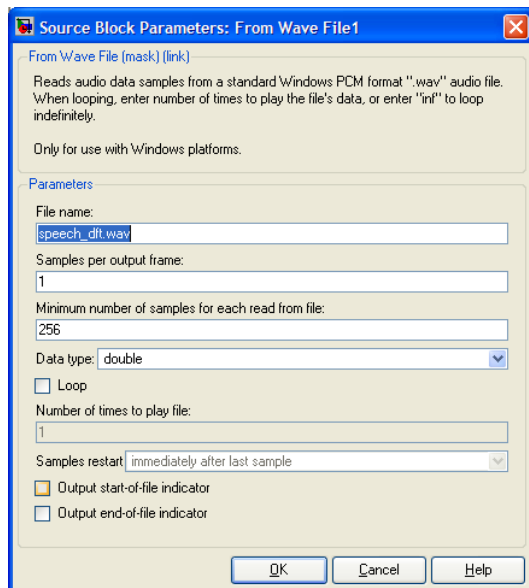 Source Block Parameters: From Wave File1
From Wave File (mask) (link)
Reads audio data samples from a standard Windows PCM format ".wav" audio file.
When looping, enter number of times to play the file's data, or enter "inf" to loop
indefinitely.
Only for use with Windows platforms.
Parameters
File name:
speech_dft.wav
Samples per output frame:
1
Minimum number of samples for each read from file:
256
Data type: double
Loop
Number of times to play file:
1
Samples restart immediately after last sample
Output start-of-file indicator
Output end-of-file indicator
OK Cancel Help